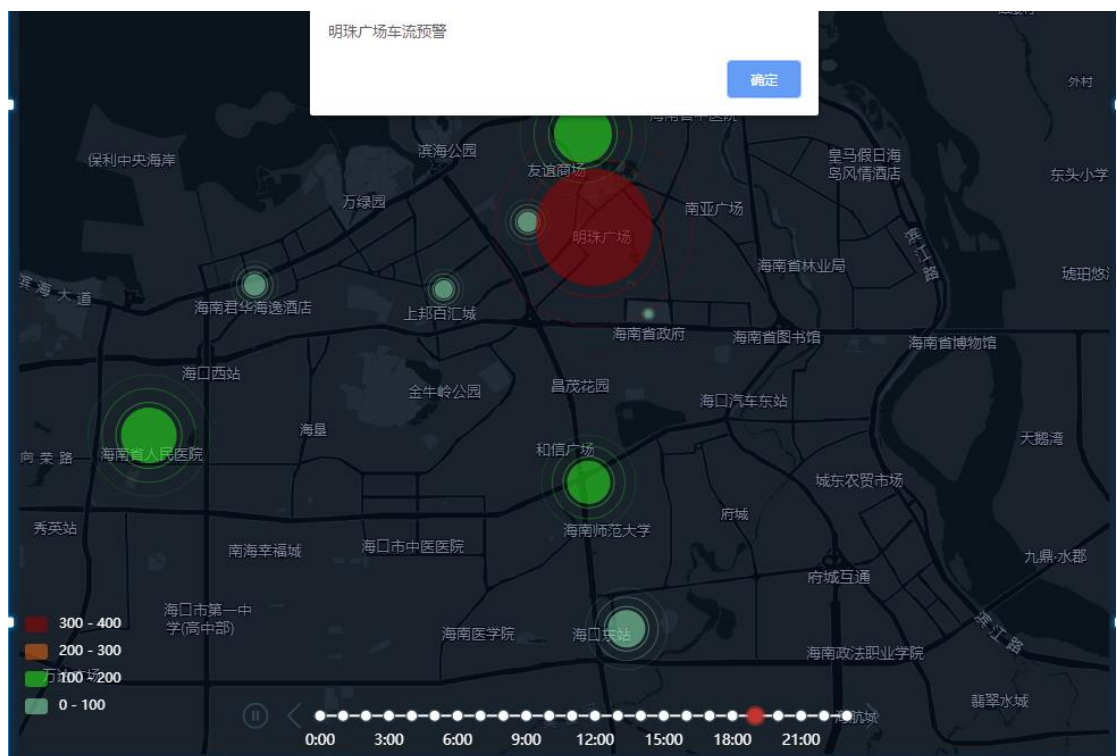 明珠广场车流预警
确定
外村
保利中央海岸
滨海公园
友谊商场
皇马假日海
岛风情酒店
东头小学
万绿园
南亚广场
明珠广场
滨江路
海南省林业局
滨海大道
海南君华海逸酒店
上邦百汇城
海南省政府
海南省图书馆
海南省博物馆
海口西站
金牛岭公园
昌茂花园
海口汽车东站
海垦
和信广场
天鹅湾
向荣路
海南省人民医院
城东农贸市场
秀英站
海南师范大学
府城
南海幸福城
海口市中医医院
九鼎·水郡
府城互通
海口市第一中
学(高中部)
海南医学院
海口东站
滨江路
海南政法职业学院
翡翠水城
300 - 400
200 - 300
100 - 200
0 - 100
0:00
3:00
6:00
9:00
12:00
15:00
18:00
21:00